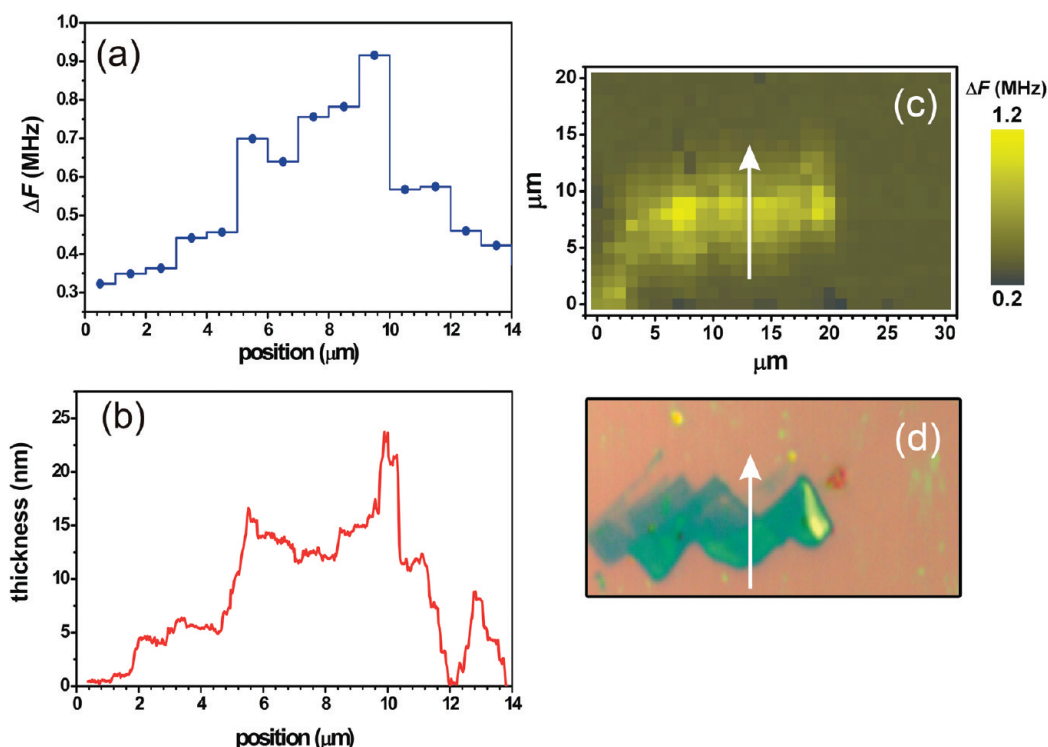 (a)
ΔF (MHz)
1.0
0.9
0.8
0.7
0.6
0.5
0.4
0.3
0 2 4 6 8 10 12 14
position (μm)
(b)
thickness (nm)
25
20
15
10
5
0
0 2 4 6 8 10 12 14
position (μm)
(c)
μm
20
15
10
5
0
0 5 10 15 20 25 30
μm
ΔF (MHz)
1.2
0.2
(d)